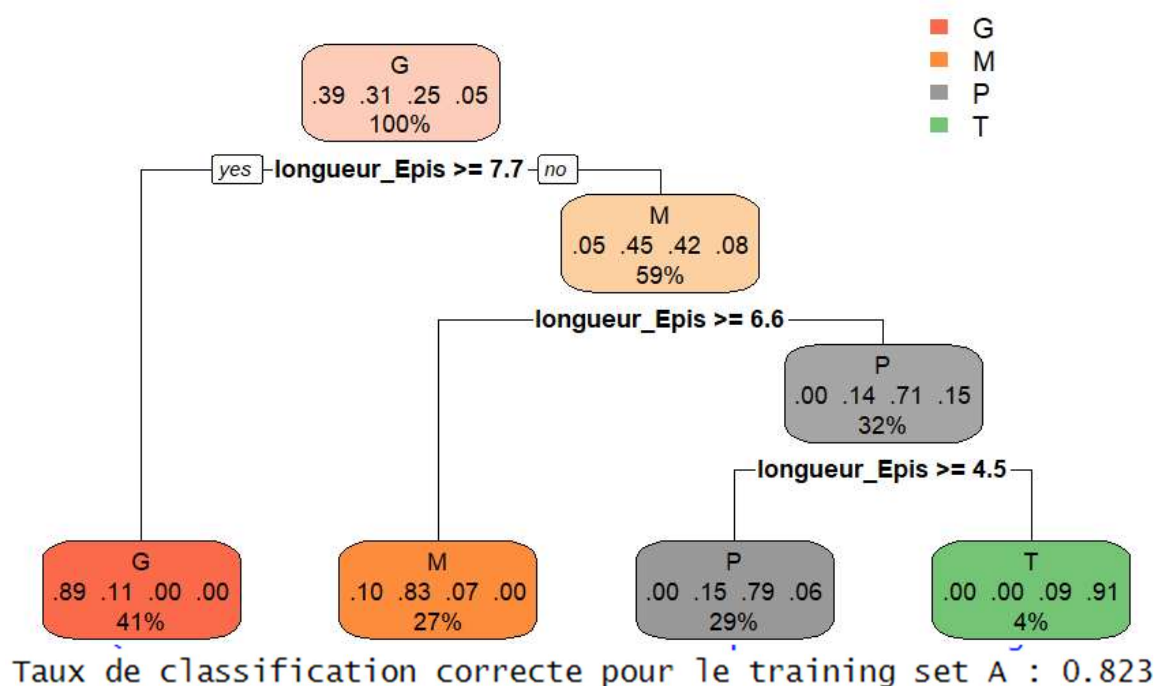 G
M
P
T
G
.39 .31 .25 .05
100%
yes longueur_Epis >= 7.7 no
M
.05 .45 .42 .08
59%
longueur_Epis >= 6.6
P
.00 .14 .71 .15
32%
longueur_Epis >= 4.5
G
.89 .11 .00 .00
41%
M
.10 .83 .07 .00
27%
P
.00 .15 .79 .06
29%
T
.00 .00 .09 .91
4%
Taux de classification correcte pour le training set A : 0.823